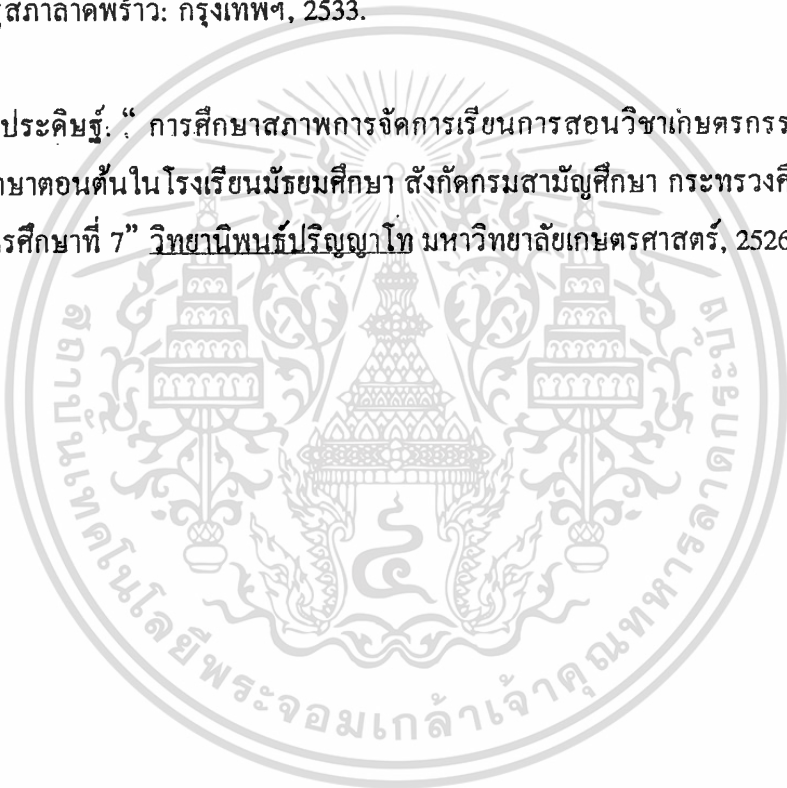 สภาลาดพร้าว: กรุงเทพฯ, 2533.
ประดิษฐ์. “ การศึกษาสภาพการจัดการเรียนการสอนวิชาเกษตรกรร
าษาตอนต้นในโรงเรียนมัธยมศึกษา สังกัดกรมสามัญศึกษา กระทรวงศึ
รศึกษาที่ 7” วิทยานิพนธ์ปริญญาโท มหาวิทยาลัยเกษตรศาสตร์, 2526
สถาบันเทคโนโลยีพระจอมเกล้าเจ้าคุณทหารลาดกระบัง